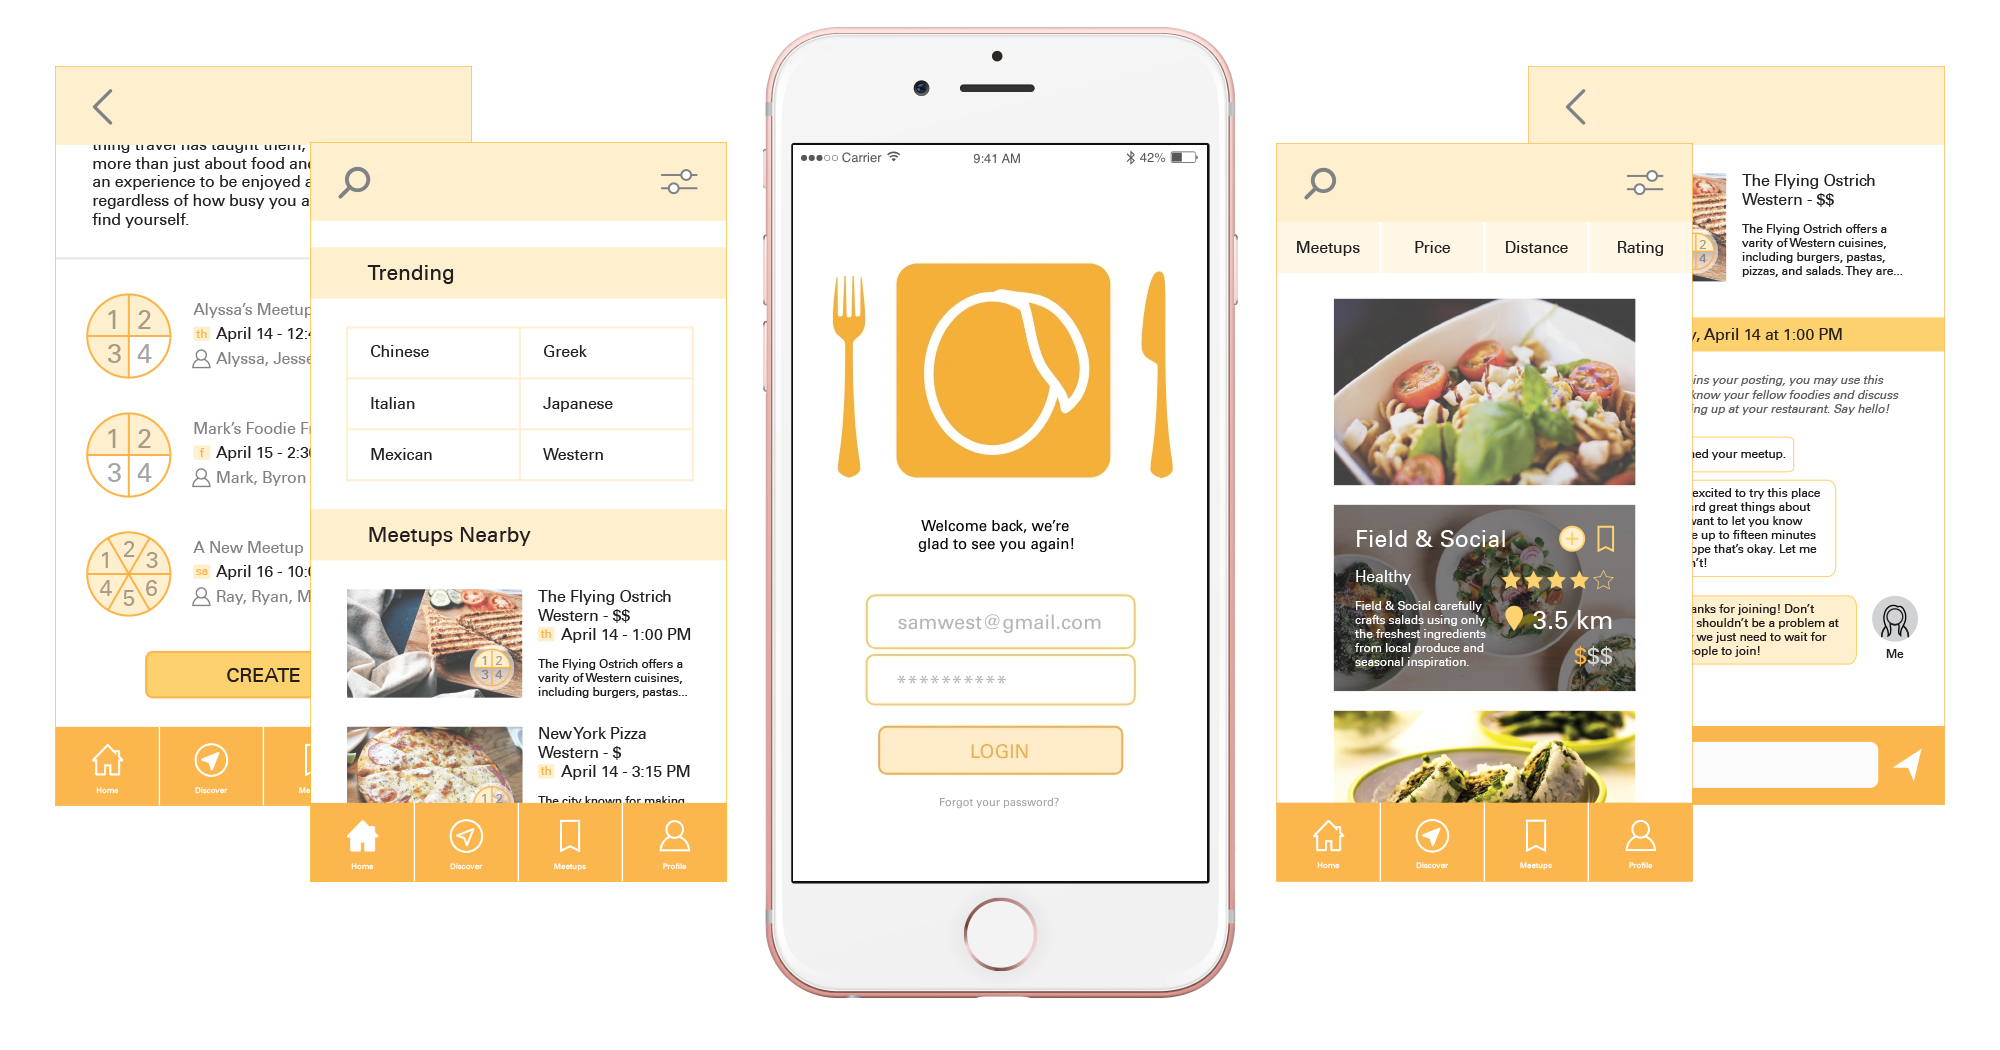 thing travel has taught them,
more than just about food and
an experience to be enjoyed a
regardless of how busy you a
find yourself.
1 2
3 4
Alyssa's Meetup
th April 14 - 12:4
Alyssa, Jesse
1 2
3 4
Mark's Foodie Fr
f April 15 - 2:30
Mark, Byron
1 2 3
4 5 6
A New Meetup
sa April 16 - 10:0
Ray, Ryan, M
CREATE
Home
Discover
Me
Trending
Chinese
Greek
Italian
Japanese
Mexican
Western
Meetups Nearby
1 2
3 4
The Flying Ostrich
Western - $$
th April 14 - 1:00 PM
The Flying Ostrich offers a
varity of Western cuisines,
including burgers, pastas...
1 2
New York Pizza
Western - $
th April 14 - 3:15 PM
The city known for making
Home
Discover
Meetups
Profile
Carrier
9:41 AM
42%
Welcome back, we're
glad to see you again!
samwest@gmail.com
**********
LOGIN
Forgot your password?
Meetups
Price
Distance
Rating
Field & Social
Healthy
Field & Social carefully
crafts salads using only
the freshest ingredients
from local produce and
seasonal inspiration.
3.5 km
$$$
Home
Discover
Meetups
Profile
2
4
The Flying Ostrich
Western - $$
The Flying Ostrich offers a
varity of Western cuisines,
including burgers, pastas,
pizzas, and salads. They are...
y, April 14 at 1:00 PM
ins your posting, you may use this
know your fellow foodies and discuss
ing up at your restaurant. Say hello!
ned your meetup.
excited to try this place
rd great things about
want to let you know
e up to fifteen minutes
ope that's okay. Let me
n't!
anks for joining! Don't
shouldn't be a problem at
we just need to wait for
eople to join!
Me